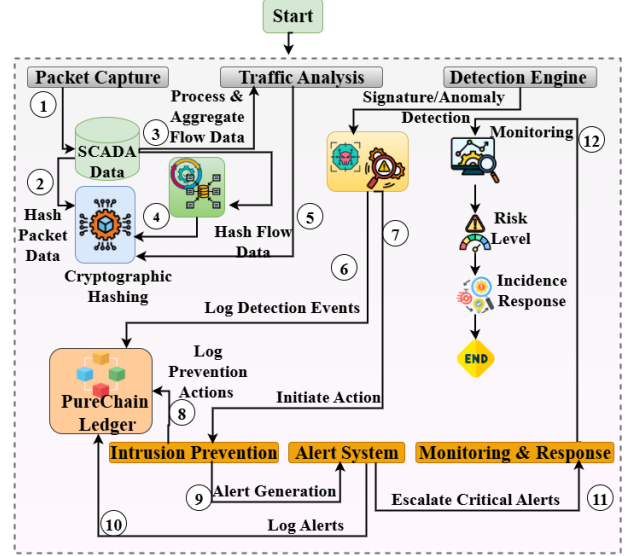 Start
Packet Capture
Traffic Analysis
Detection Engine
1
Process &
Aggregate
Flow Data
3
Signature/Anomaly
Detection
Monitoring
12
SCADA
Data
2
Hash
Packet
Data
4
Hash Flow
Data
5
Cryptographic
Hashing
6
7
Risk
Level
Incidence
Response
END
Log Detection Events
PureChain
Ledger
Log
Prevention
Actions
8
Initiate Action
Intrusion Prevention
Alert System
Monitoring & Response
9
Alert Generation
Escalate Critical Alerts
11
10
Log Alerts